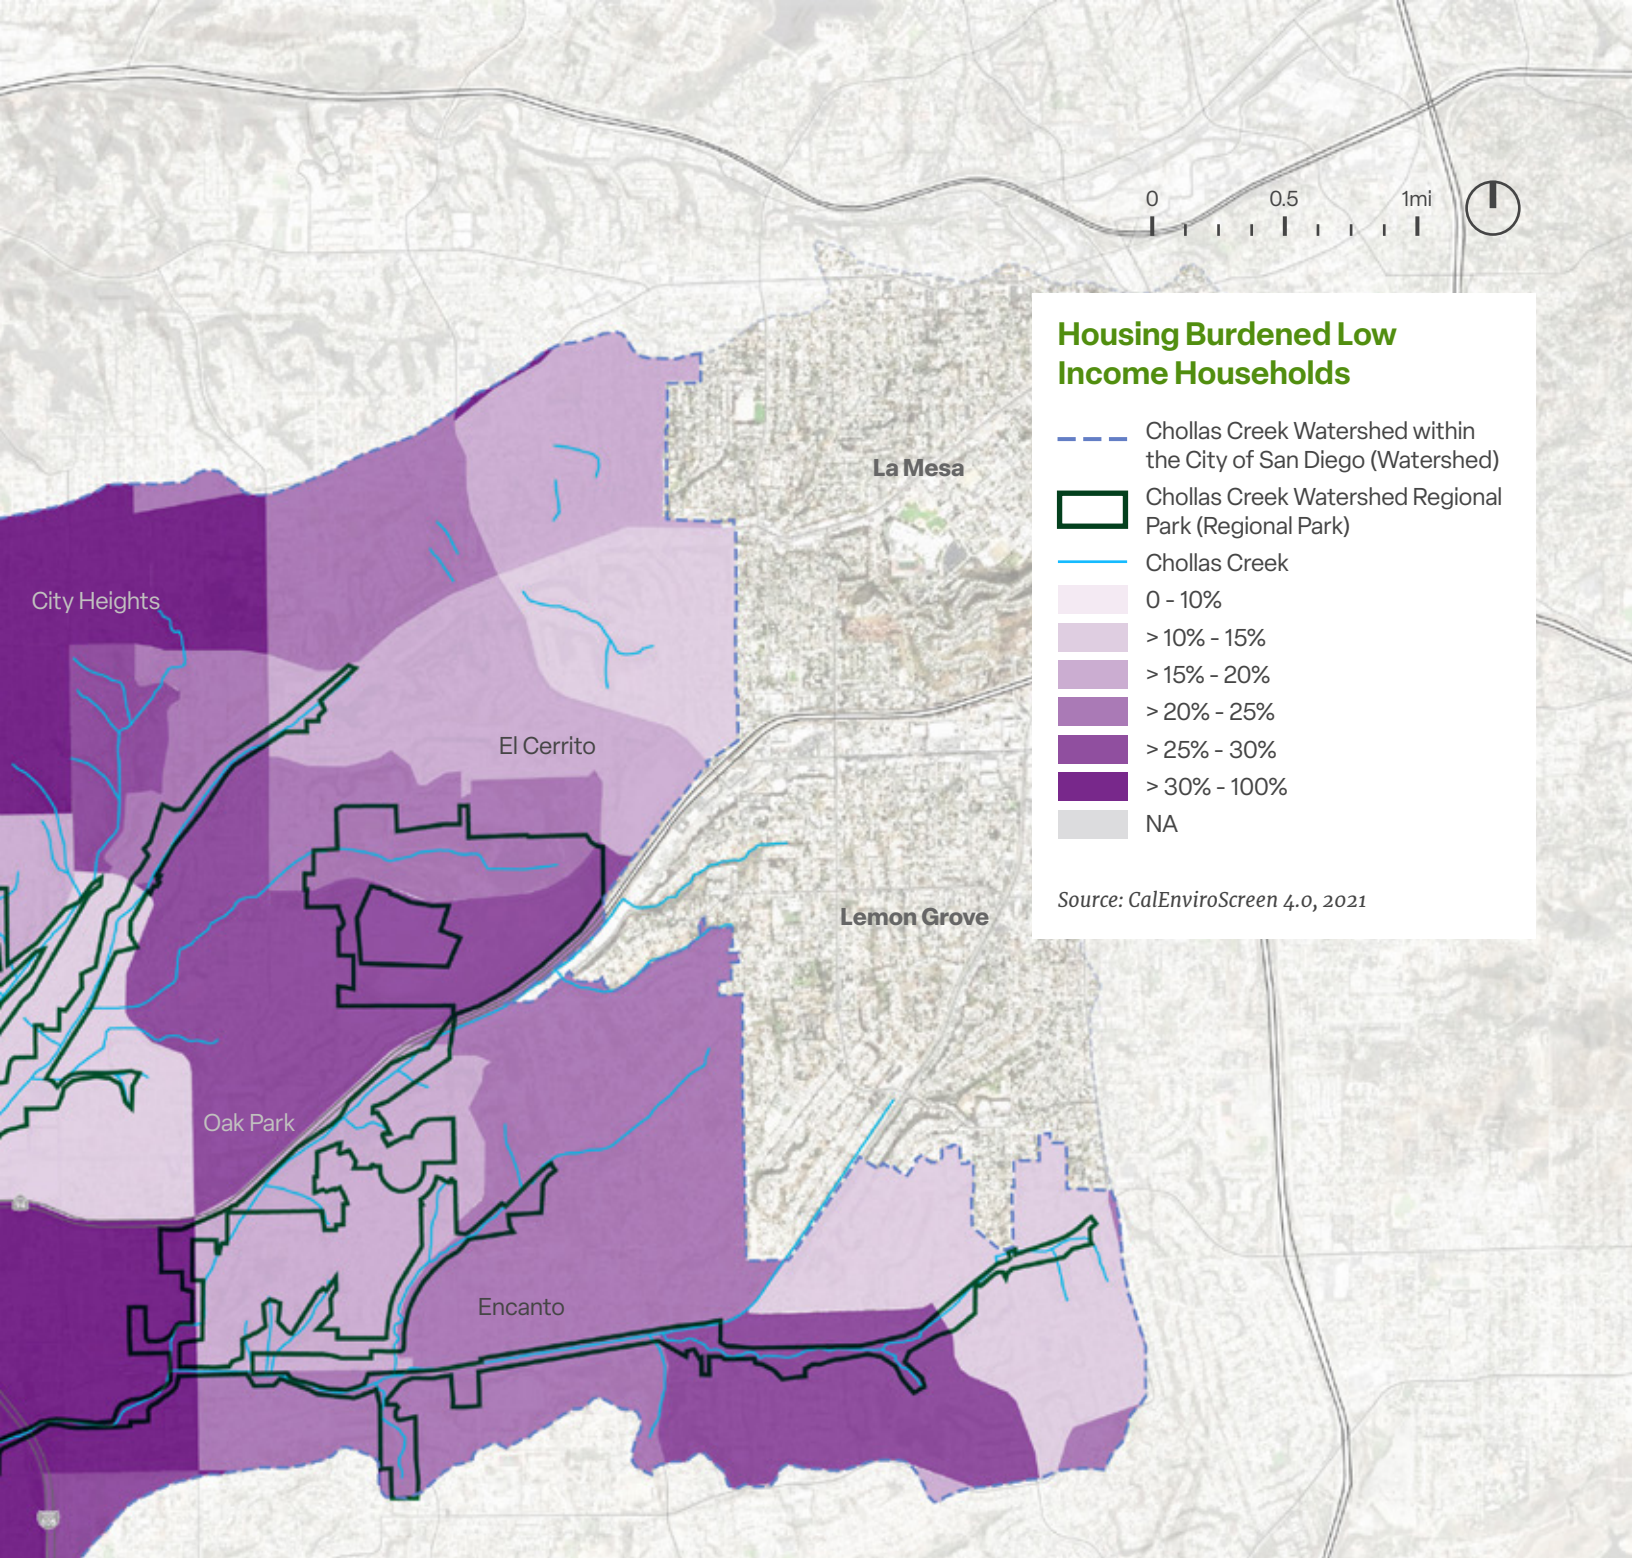 0 0.5 1mi
Housing Burdened Low
Income Households
Chollas Creek Watershed within
the City of San Diego (Watershed)
Chollas Creek Watershed Regional
Park (Regional Park)
Chollas Creek
0 - 10%
> 10% - 15%
> 15% - 20%
> 20% - 25%
> 25% - 30%
> 30% - 100%
NA
Source: CalEnviroScreen 4.0, 2021
La Mesa
City Heights
El Cerrito
Lemon Grove
Oak Park
Encanto